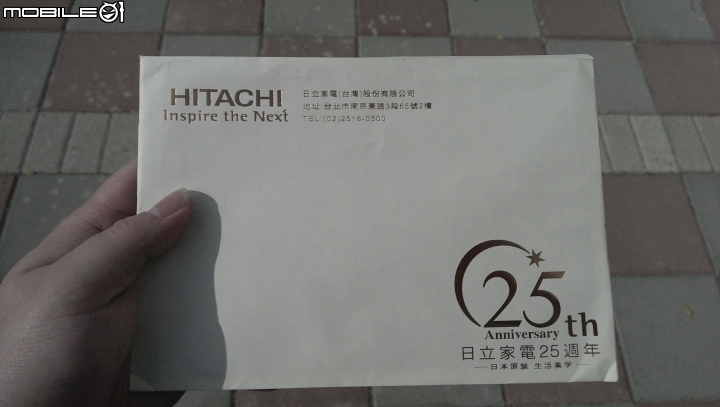 MOBILE01
HITACHI
Inspire the Next
日立家電(台灣)股份有限公司
地址:台北市南京東路3段65號2樓
TEL:(02)2516-0500
25th
Anniversary
日立家電25週年
日本原裝 生活美学